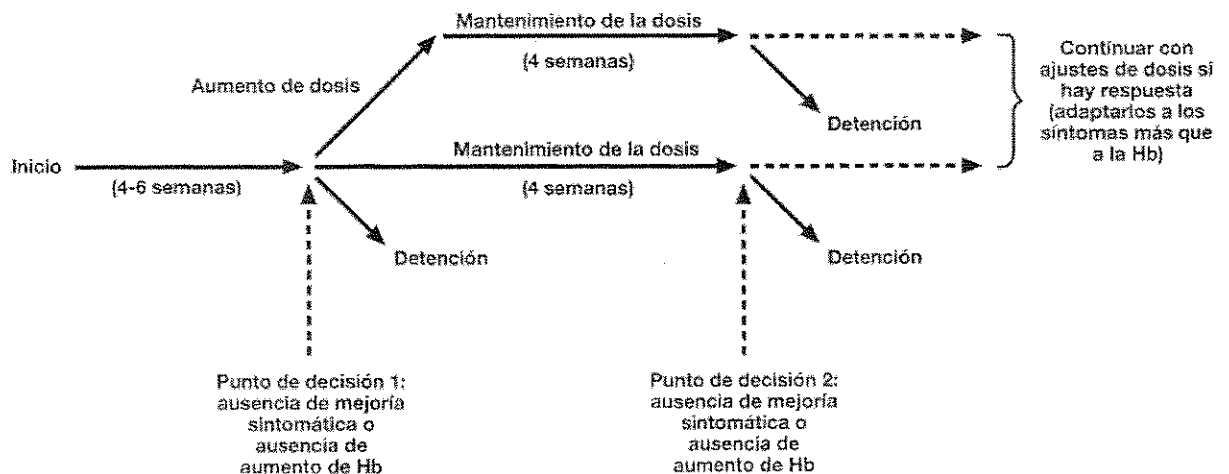 Mantenimiento de la dosis
(4 semanas)
Aumento de dosis
Detención
Continuar con
ajustes de dosis si
hay respuesta
(adaptarlos a los
síntomas más que
a la Hb)
Inicio
(4-6 semanas)
Mantenimiento de la dosis
(4 semanas)
Detención
Detención
Punto de decisión 1:
ausencia de mejoría
sintomática o
ausencia de
aumento de Hb
Punto de decisión 2:
ausencia de mejoría
sintomática o
ausencia de
aumento de Hb